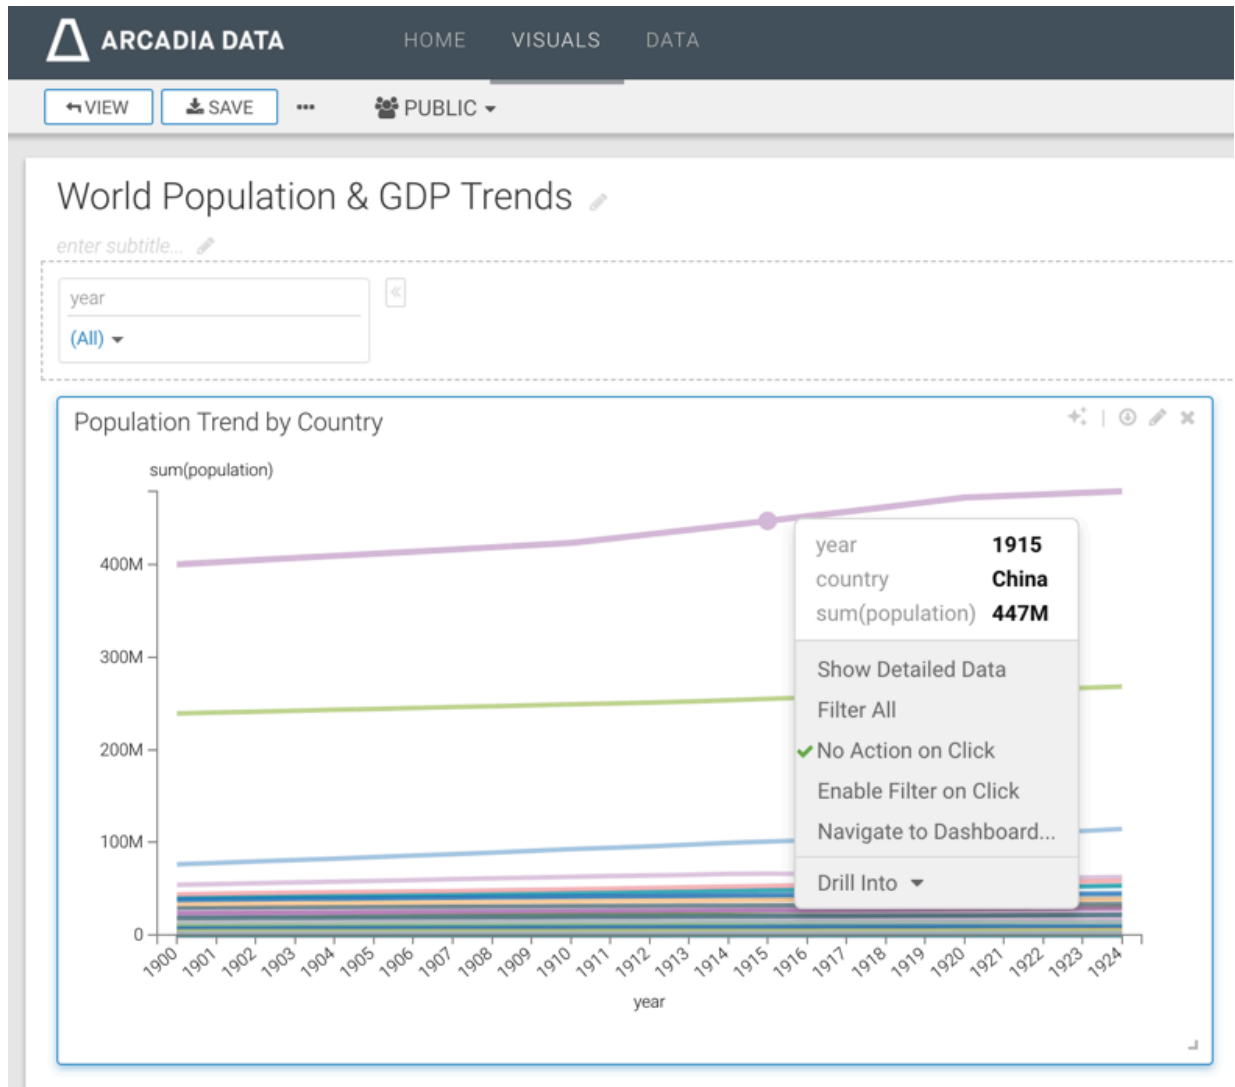 ARCADIA DATA HOME VISUALS DATA
VIEW SAVE ... PUBLIC
World Population & GDP Trends
enter subtitle...
year
(All)
Population Trend by Country
sum(population)
400M
300M
200M
100M
0
year 1915
country China
sum(population) 447M
Show Detailed Data
Filter All
No Action on Click
Enable Filter on Click
Navigate to Dashboard...
Drill Into
1900 1901 1902 1903 1904 1905 1906 1907 1908 1909 1910 1911 1912 1913 1914 1915 1916 1917 1918 1919 1920 1921 1922 1923 1924
year